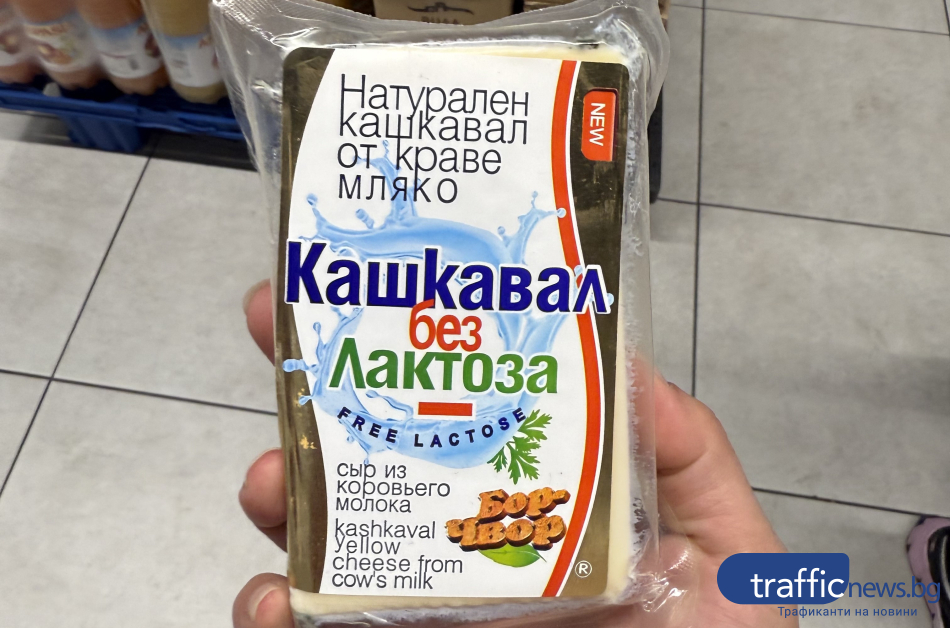 Натурален
кашкавал
от краве
мляко
NEW
Кашкавал
без
Лактоза
FREE LACTOSE
сыр из
коровьего
молока
kashkaval
yellow
cheese from
cow's milk
Бор-
Чвор
®
trafficnews.bg
Трафиканти на новини